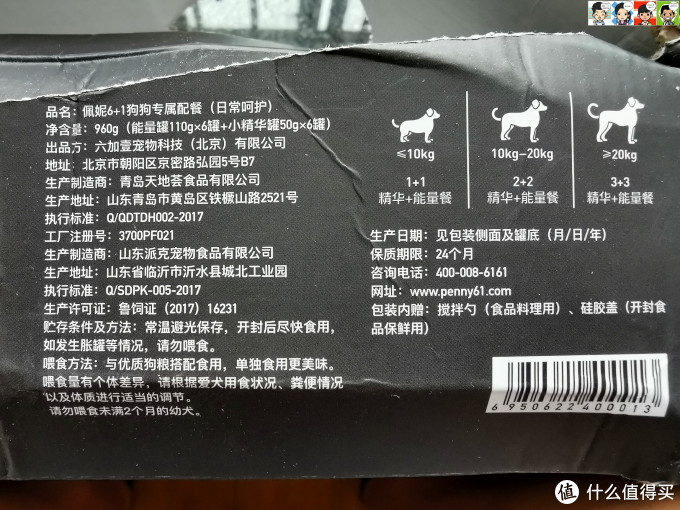 品名：佩妮6+1狗狗专属配餐（日常呵护）
净含量：960g（能量罐110g×6罐+小精华罐50g×6罐）
出品方：六加壹宠物科技（北京）有限公司
地址：北京市朝阳区京密路弘园5号B7
生产制造商：青岛天地荟食品有限公司
生产地址：山东青岛市黄岛区铁橛山路2521号
执行标准：Q/QDTDH002-2017
工厂注册号：3700PF021
生产制造商：山东派克宠物食品有限公司
生产地址：山东省临沂市沂水县城北工业园
执行标准：Q/SDPK-005-2017
生产许可证：鲁饲证（2017）16231
贮存条件及方法：常温避光保存，开封后尽快食用，
如发生胀罐等情况，请勿喂食。
喂食方法：与优质狗粮搭配食用，单独食用更美味。
喂食量有个体差异，请根据爱犬用食状况、粪便情况
以及体质进行适当的调节。
请勿喂食未满2个月的幼犬。
≤10kg
1+1
精华+能量餐
10kg-20kg
2+2
精华+能量餐
≥20kg
3+3
精华+能量餐
生产日期：见包装侧面及罐底（月/日/年）
保质期限：24个月
咨询电话：400-008-6161
网址：www.penny61.com
包装内赠：搅拌勺（食品料理用）、硅胶盖（开封食
品保鲜用）
6950622400013
值 什么值得买